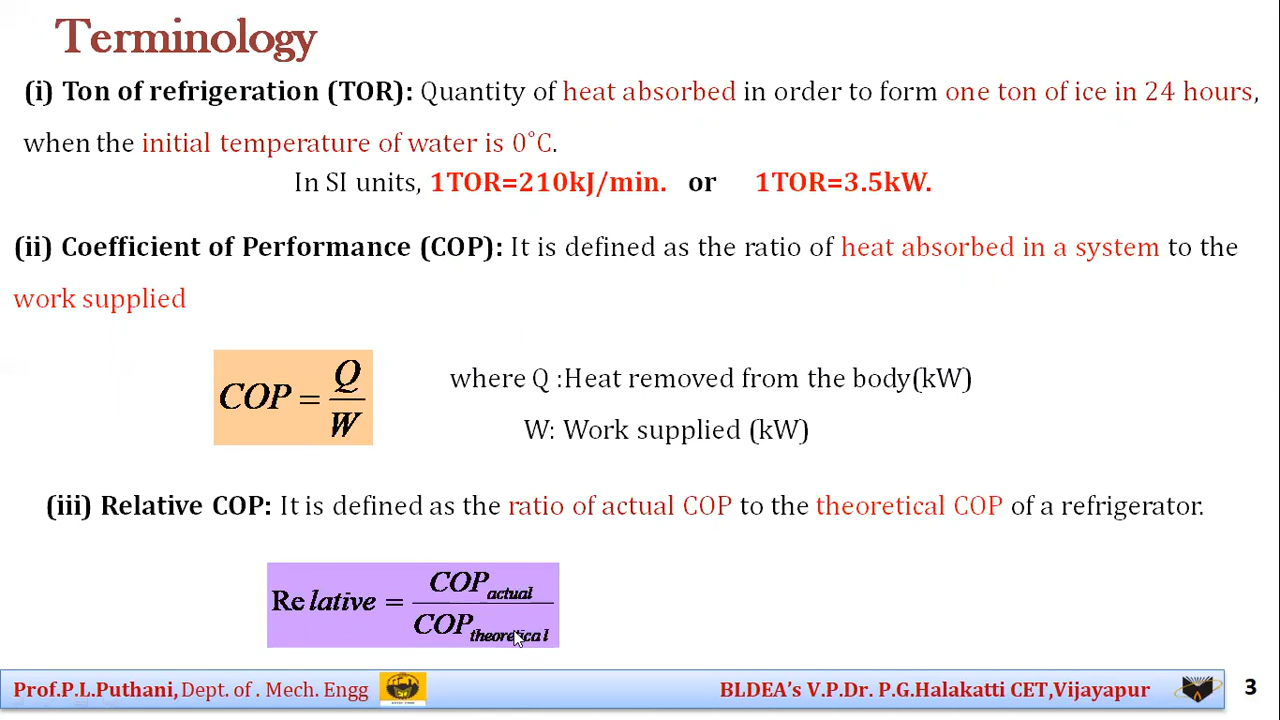 Terminology
(i) Ton of refrigeration (TOR): Quantity of heat absorbed in order to form one ton of ice in 24 hours,
when the initial temperature of water is 0˚C.
In SI units, 1TOR=210kJ/min. or 1TOR=3.5kW.
(ii) Coefficient of Performance (COP): It is defined as the ratio of heat absorbed in a system to the
work supplied
COP = Q/W
where Q :Heat removed from the body(kW)
W: Work supplied (kW)
(iii) Relative COP: It is defined as the ratio of actual COP to the theoretical COP of a refrigerator.
Relative = COPactual/COPtheoretical
Prof.P.L.Puthani, Dept. of . Mech. Engg
BLDEA's V.P.Dr. P.G.Halakatti CET,Vijayapur
3